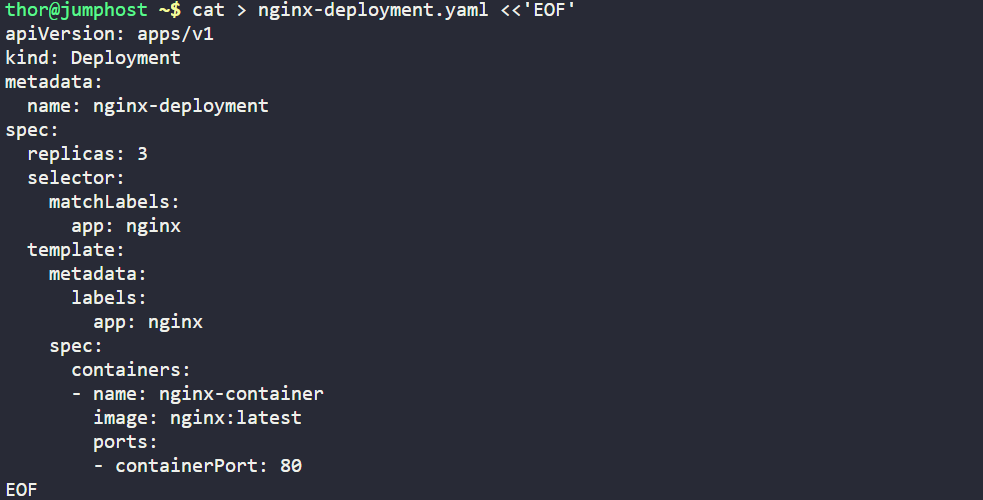 thor@jumphost ~$ cat > nginx-deployment.yaml <<'EOF'
apiVersion: apps/v1
kind: Deployment
metadata:
  name: nginx-deployment
spec:
  replicas: 3
  selector:
    matchLabels:
      app: nginx
  template:
    metadata:
      labels:
        app: nginx
    spec:
      containers:
      - name: nginx-container
        image: nginx:latest
        ports:
        - containerPort: 80
EOF